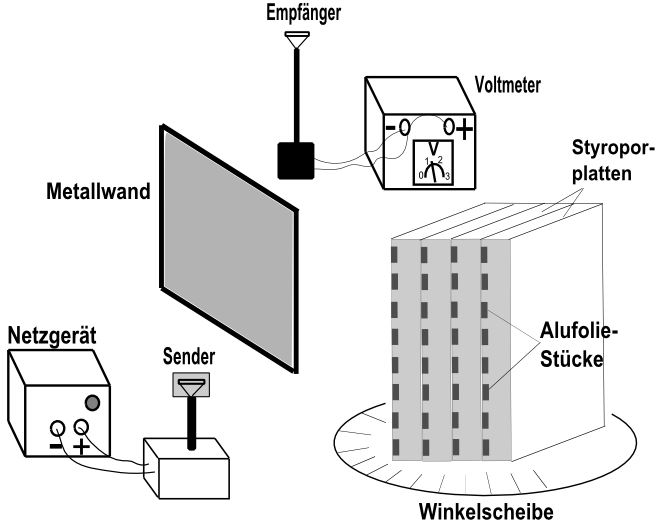 Empfänger
Voltmeter
- +
V
0 1 2 3
Styropor-
platten
Metallwand
Netzgerät
- +
Sender
Alufolie-
Stücke
Winkelscheibe